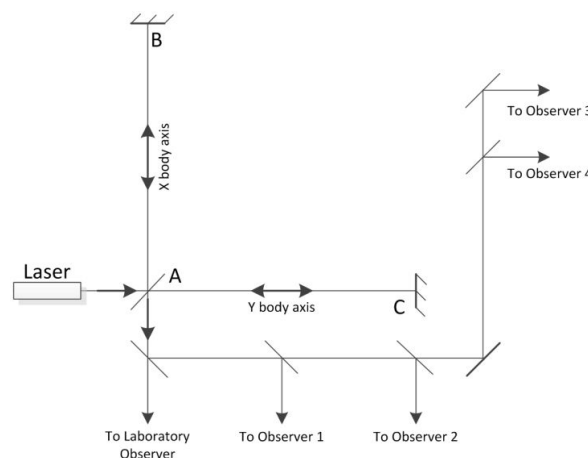 B
X body axis
To Observer 3
To Observer 4
Laser
A
Y body axis
C
To Laboratory
Observer
To Observer 1
To Observer 2